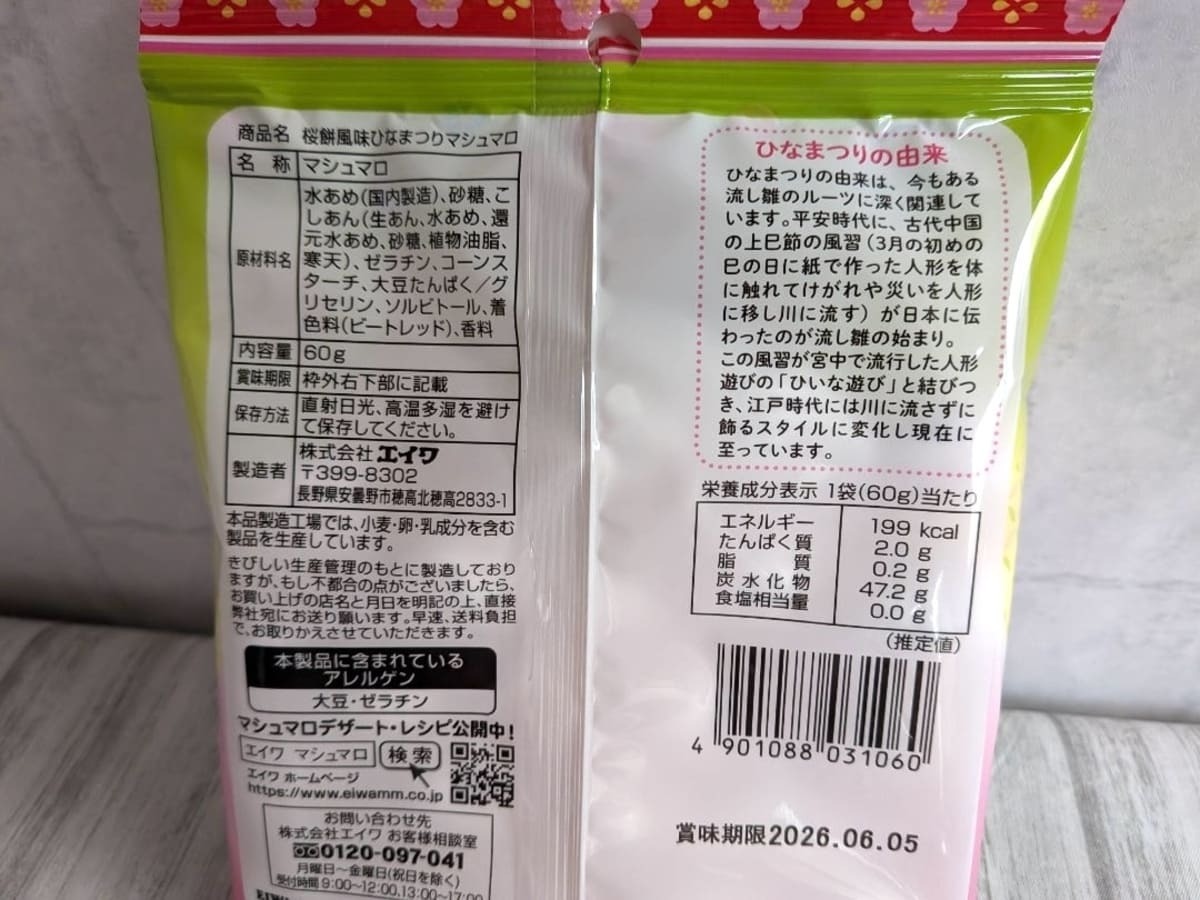 商品名 桜餅風味ひなまつりマシュマロ
名 称 マシュマロ
原材料名 水あめ(国内製造)、砂糖、こ
しあん(生あん、水あめ、還
元水あめ、砂糖、植物油脂、
寒天)、ゼラチン、コーンス
ターチ、大豆たんぱく/グ
リセリン、ソルビトール、着
色料(ビートレッド)、香料
内容量 60g
賞味期限 枠外右下部に記載
保存方法 直射日光、高温多湿を避け
て保存してください。
製造者 株式会社エイワ
〒399-8302
長野県安曇野市穂高北穂高2833-1
本品製造工場では、小麦・卵・乳成分を含む
製品を生産しています。
きびしい生産管理のもとに製造しており
ますが、もし不都合の点がございましたら、
お買い上げの店名と月日を明記の上、直接
弊社宛にお送り願います。早速、送料負担
で、お取りかえさせていただきます。
本製品に含まれている
アレルゲン
大豆・ゼラチン
マシュマロデザート・レシピ公開中!
エイワ マシュマロ 検索
エイワ ホームページ
https://www.eiwamm.co.jp
お問い合わせ先
株式会社エイワ お客様相談室
0120-097-041
月曜日~金曜日(祝日を除く)
受付時間 9:00~12:00、13:00~17:00
ひなまつりの由来
ひなまつりの由来は、今もある
流し雛のルーツに深く関連して
います。平安時代に、古代中国
の上巳節の風習(3月の初めの
巳の日に紙で作った人形を体
に触れてけがれや災いを人形
に移し川に流す)が日本に伝
わったのが流し雛の始まり。
この風習が宮中で流行した人形
遊びの「ひいな遊び」と結びつ
き、江戸時代には川に流さずに
飾るスタイルに変化し現在に
至っています。
栄養成分表示 1袋(60g)当たり
エネルギー 199 kcal
たんぱく質 2.0 g
脂 質 0.2 g
炭水化物 47.2 g
食塩相当量 0.0 g
(推定値)
4 901088 031060
賞味期限2026.06.05